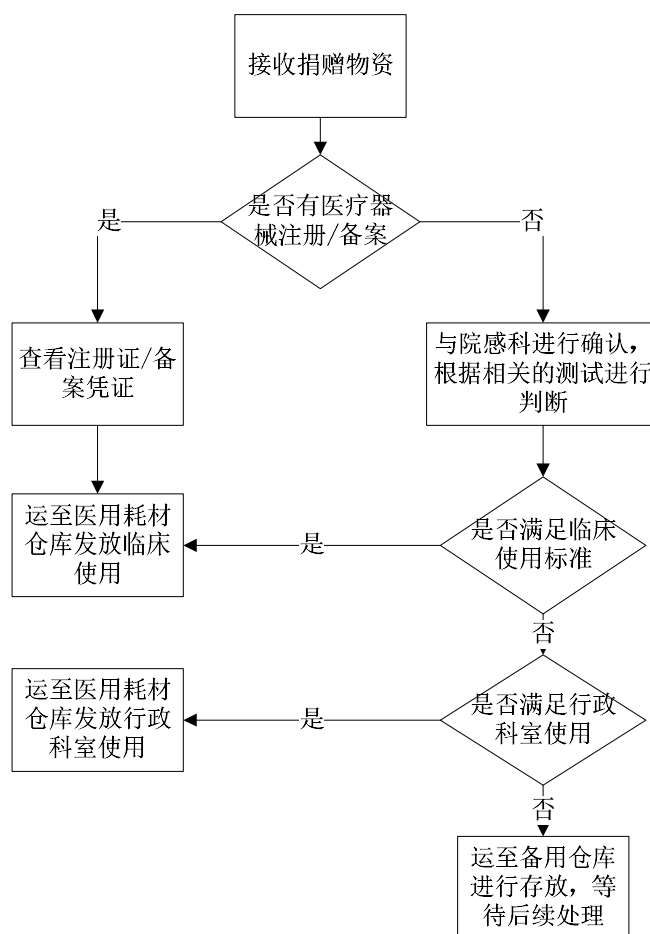 接收捐赠物资
是否有医疗器
械注册/备案
是
否
查看注册证/备
案凭证
与院感科进行确认，
根据相关的测试进行
判断
运至医用耗材
仓库发放临床
使用
是
是否满足临床
使用标准
否
运至医用耗材
仓库发放行政
科室使用
是
是否满足行政
科室使用
否
运至备用仓库
进行存放，等
待后续处理